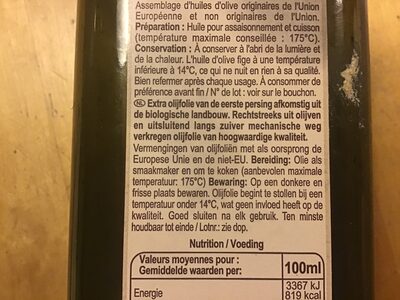 Assemblage d'huiles d'olive originaires de l'Union
Européenne et non originaires de l'Union.
Préparation : Huile pour assaisonnement et cuisson
(température maximale conseillée : 175°C).
Conservation : À conserver à l'abri de la lumière et
de la chaleur. L'huile d'olive fige à une température
inférieure à 14°C, ce qui ne nuit en rien à sa qualité.
Bien refermer après chaque usage. À consommer de
préférence avant fin / N° de lot : voir sur le bouchon.
NL Extra olijfolie van de eerste persing afkomstig uit
de biologische landbouw. Rechtstreeks uit olijven
en uitsluitend langs zuiver mechanische weg
verkregen olijfolie van hoogwaardige kwaliteit.
Vermengingen van olijfoliën met als oorsprong de
Europese Unie en de niet-EU. Bereiding: Olie als
smaakmaker en om te koken (aanbevolen maximale
temperatuur: 175°C) Bewaring: Op een donkere en
frisse plaats bewaren. Olijfolie begint te stollen bij een
temperatuur onder 14°C, wat geen invloed heeft op de
kwaliteit. Goed sluiten na elk gebruik. Ten minste
houdbaar tot einde / Lotnr.: zie dop.
Nutrition / Voeding
Valeurs moyennes pour :
Gemiddelde waarden per:
100ml
Energie
3367 kJ
819 kcal